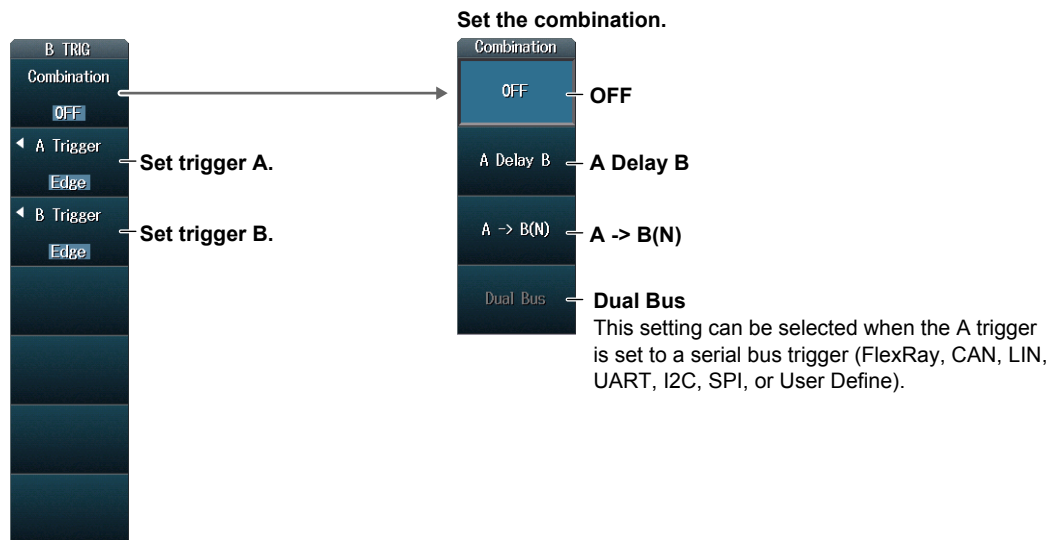 Set the combination.
B TRIG
Combination
OFF
A Trigger
Edge
Set trigger A.
B Trigger
Edge
Set trigger B.
Combination
OFF
OFF
A Delay B
A Delay B
A -> B(N)
A -> B(N)
Dual Bus
Dual Bus
This setting can be selected when the A trigger
is set to a serial bus trigger (FlexRay, CAN, LIN,
UART, I2C, SPI, or User Define).